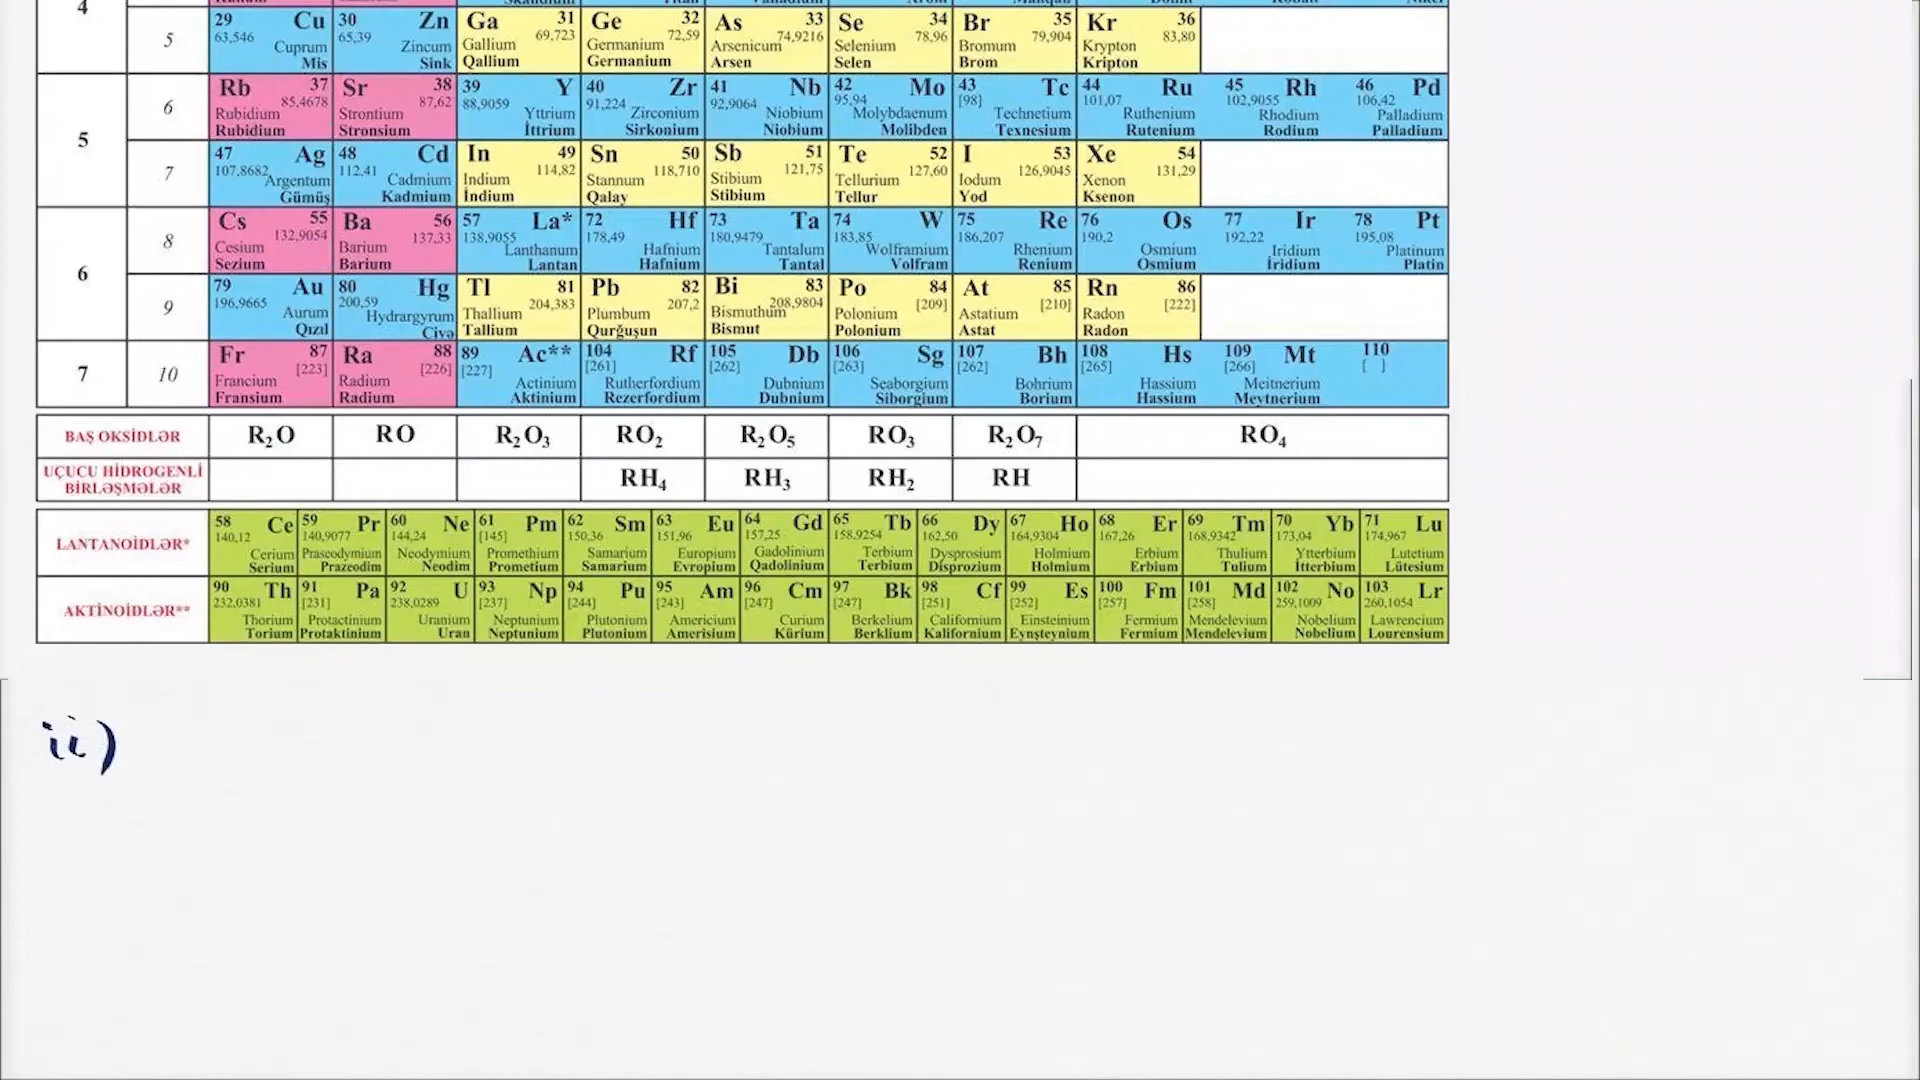 4
5
29 Cu 63,546 Cuprum Mis
30 Zn 65,39 Zincum Sink
Ga 31 69,723 Gallium Qallium
Ge 32 72,59 Germanium Germanium
As 33 74,9216 Arsenicum Arsen
Se 34 78,96 Selenium Selen
Br 35 79,904 Bromum Brom
Kr 36 83,80 Krypton Kripton
5
6
Rb 37 85,4678 Rubidium Rubidium
Sr 38 87,62 Strontium Stronsium
39 Y 88,9059 Yttrium İttrium
40 Zr 91,224 Zirconium Sirkonium
41 Nb 92,9064 Niobium Niobium
42 Mo 95,94 Molybdaenum Molibden
43 Tc [98] Technetium Texnesium
44 Ru 101,07 Ruthenium Rutenium
45 Rh 102,9055 Rhodium Rodium
46 Pd 106,42 Palladium Palladium
7
47 Ag 107,8682 Argentum Gümüş
48 Cd 112,41 Cadmium Kadmium
In 49 114,82 Indium İndium
Sn 50 118,710 Stannum Qalay
Sb 51 121,75 Stibium Stibium
Te 52 127,60 Tellurium Tellur
I 53 126,9045 Iodum Yod
Xe 54 131,29 Xenon Ksenon
6
8
Cs 55 132,9054 Cesium Sezium
Ba 56 137,33 Barium Barium
57 La* 138,9055 Lanthanum Lantan
72 Hf 178,49 Hafnium Hafnium
73 Ta 180,9479 Tantalum Tantal
74 W 183,85 Wolframium Volfram
75 Re 186,207 Rhenium Renium
76 Os 190,2 Osmium Osmium
77 Ir 192,22 Iridium İridium
78 Pt 195,08 Platinum Platin
9
79 Au 196,9665 Aurum Qızıl
80 Hg 200,59 Hydrargyrum Civə
Tl 81 204,383 Thallium Tallium
Pb 82 207,2 Plumbum Qurğuşun
Bi 83 208,9804 Bismuthum Bismut
Po 84 [209] Polonium Polonium
At 85 [210] Astatium Astat
Rn 86 [222] Radon Radon
7
10
Fr 87 [223] Francium Fransium
Ra 88 [226] Radium Radium
89 Ac** [227] Actinium Aktinium
104 Rf [261] Rutherfordium Rezerfordium
105 Db [262] Dubnium Dubnium
106 Sg [263] Seaborgium Siborgium
107 Bh [262] Bohrium Borium
108 Hs [265] Hassium Hassium
109 Mt [266] Meitnerium Meytnerium
110 [ ]
BAŞ OKSİDLƏR R₂O RO R₂O₃ RO₂ R₂O₅ RO₃ R₂O₇ RO₄
UÇUCU HİDROGENLİ
BİRLƏŞMƏLƏR RH₄ RH₃ RH₂ RH
LANTANOİDLƏR*
58 Ce 140,12 Cerium Serium
59 Pr 140,9077 Praseodymium Prazeodim
60 Ne 144,24 Neodymium Neodim
61 Pm [145] Promethium Prometium
62 Sm 150,36 Samarium Samarium
63 Eu 151,96 Europium Evropium
64 Gd 157,25 Gadolinium Qadolinium
65 Tb 158,9254 Terbium Terbium
66 Dy 162,50 Dysprosium Disprozium
67 Ho 164,9304 Holmium Holmium
68 Er 167,26 Erbium Erbium
69 Tm 168,9342 Thulium Tulium
70 Yb 173,04 Ytterbium İtterbium
71 Lu 174,967 Lutetium Lütesium
AKTİNOİDLƏR**
90 Th 232,0381 Thorium Torium
91 Pa [231] Protactinium Protaktinium
92 U 238,0289 Uranium Uran
93 Np [237] Neptunium Neptunium
94 Pu [244] Plutonium Plutonium
95 Am [243] Americium Amerisium
96 Cm [247] Curium Kürium
97 Bk [247] Berkelium Berklium
98 Cf [251] Californium Kalifornium
99 Es [252] Einsteinium Eynşteynium
100 Fm [257] Fermium Fermium
101 Md [258] Mendelevium Mendelevium
102 No 259,1009 Nobelium Nobelium
103 Lr 260,1054 Lawrencium Lourensium
ii)